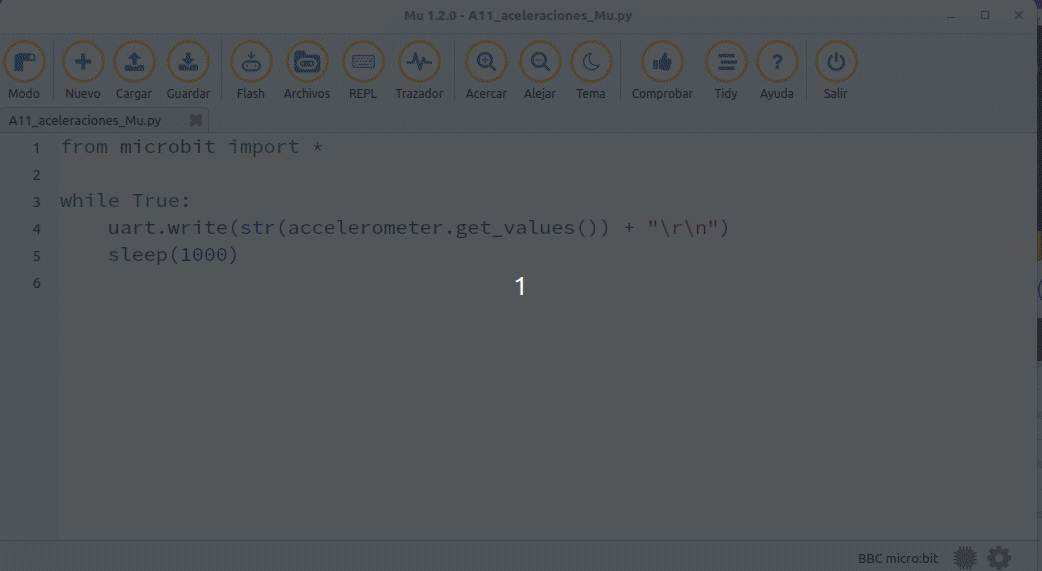 Mu 1.2.0 - A11_aceleraciones_Mu.py
Modo Nuevo Cargar Guardar Flash Archivos REPL Trazador Acercar Alejar Tema Comprobar Tidy Ayuda Salir
A11_aceleraciones_Mu.py
1 from microbit import *
2
3 while True:
4 uart.write(str(accelerometer.get_values()) + "\r\n")
5 sleep(1000)
6
1
BBC micro:bit